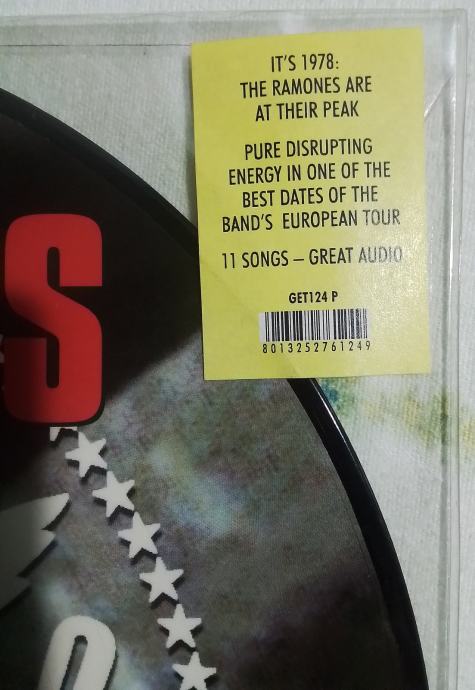 IT'S 1978:
THE RAMONES ARE
AT THEIR PEAK
PURE DISRUPTING
ENERGY IN ONE OF THE
BEST DATES OF THE
BAND'S EUROPEAN TOUR
11 SONGS – GREAT AUDIO
GET124 P
8013252761249
S